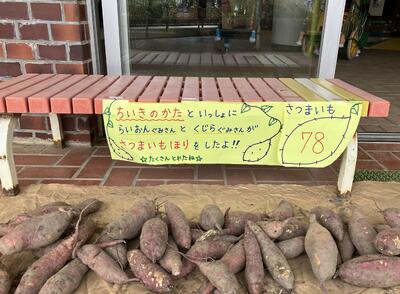 ちいきのかたといっしょに
らいおんぐみさんとくじらぐみさんが
さつまいもほりをしたよ!!
☆たくさんとれたね☆
さつまいも
78